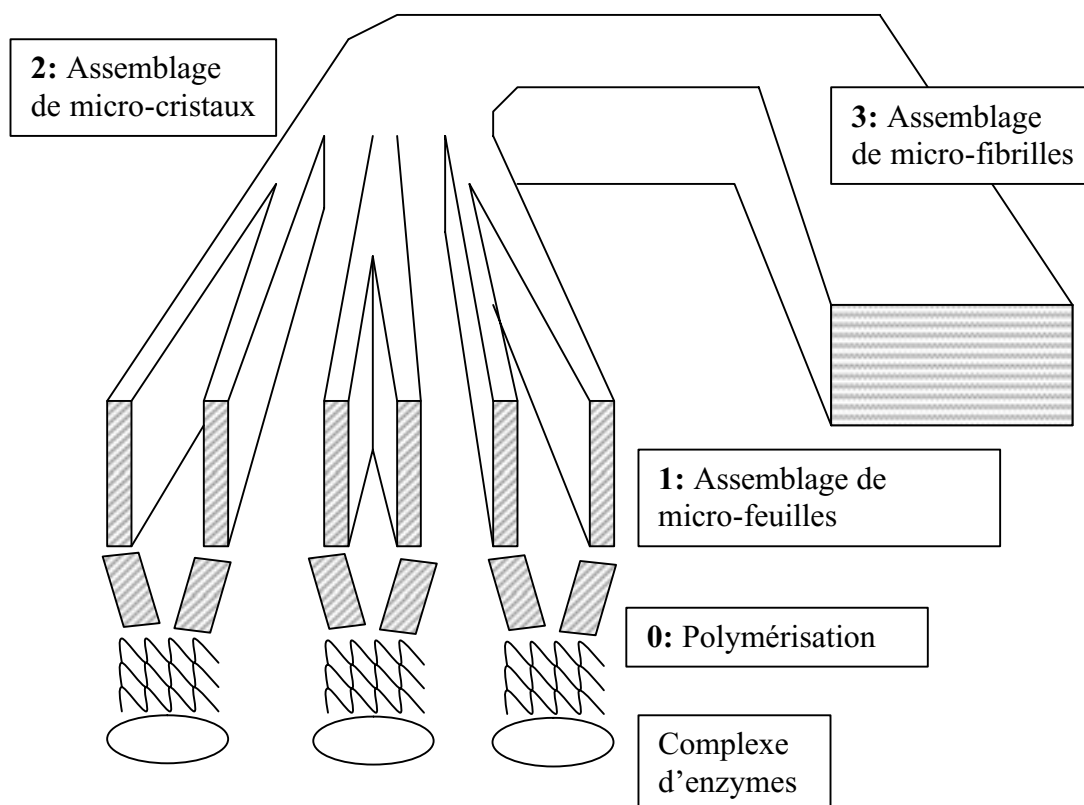 2: Assemblage
de micro-cristaux
3: Assemblage
de micro-fibrilles
1: Assemblage de
micro-feuilles
0: Polymérisation
Complexe
d’enzymes